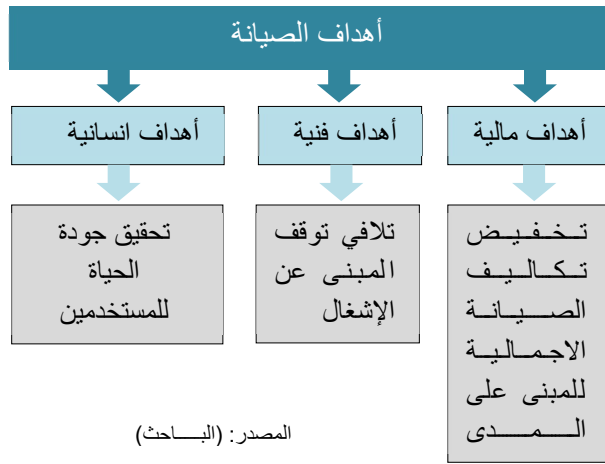 أهداف الصيانة
أهداف مالية
أهداف فنية
أهداف انسانية
تخفيض
تكاليف
الصيانة
الاجمالية
للمبنى على
المدى
تلافي توقف
المبنى عن
الإشغال
تحقيق جودة
الحياة
للمستخدمين
المصدر: (الباحث)